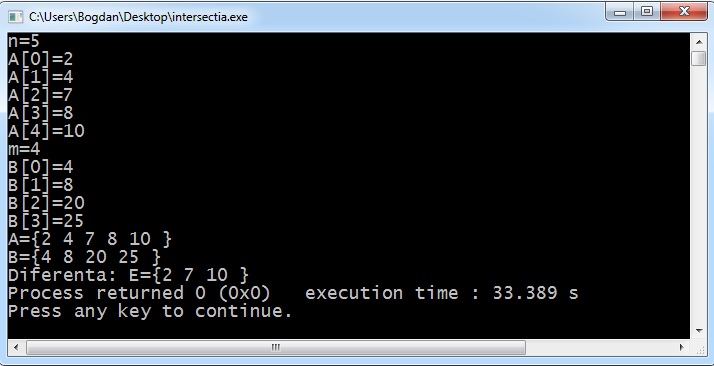 C:\Users\Bogdan\Desktop\intersectia.exe
n=5
A[0]=2
A[1]=4
A[2]=7
A[3]=8
A[4]=10
m=4
B[0]=4
B[1]=8
B[2]=20
B[3]=25
A={2 4 7 8 10 }
B={4 8 20 25 }
Diferenta: E={2 7 10 }
Process returned 0 (0x0)   execution time : 33.389 s
Press any key to continue.